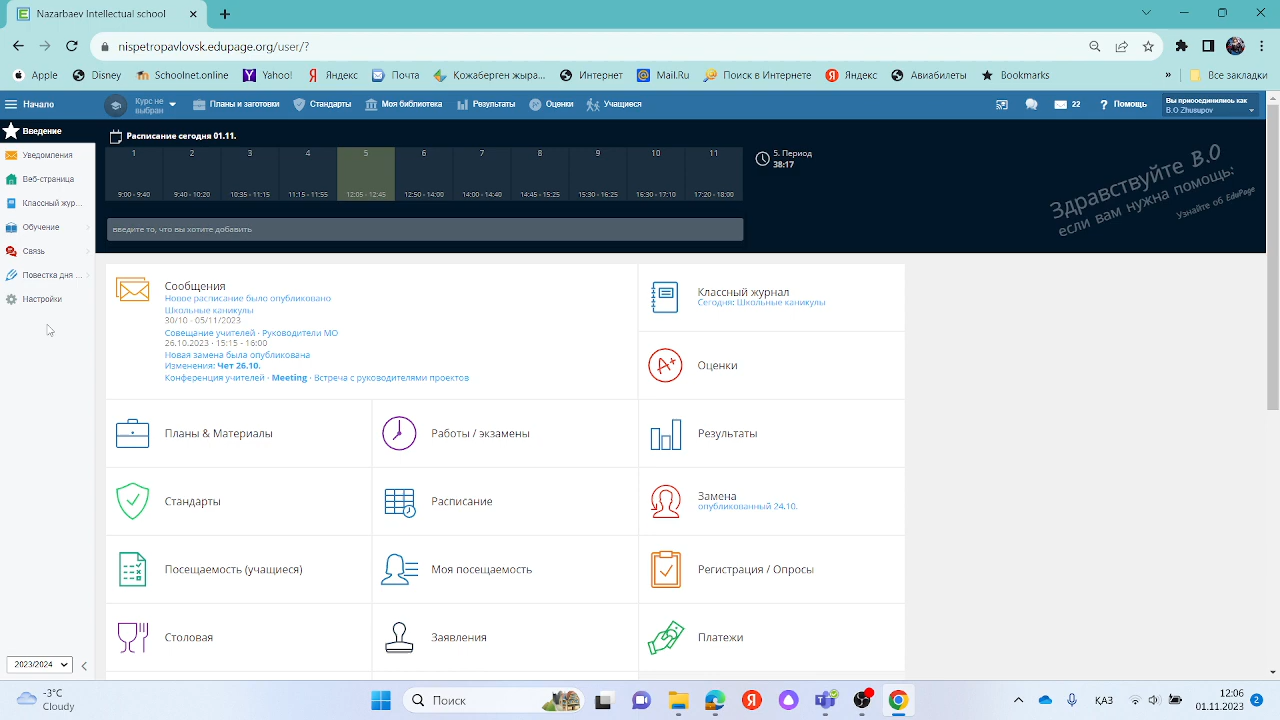 Nazarbaev Intellectual school
nispetropavlovsk.edupage.org/user/?
Apple Disney Schoolnet.online Yahoo! Яндекс Почта Кожаберген жыра... Интернет Mail.Ru Поиск в Интернете Яндекс Авиабилеты Bookmarks » Все закладки
Начало
Курс не выбран
Планы и заготовки Стандарты Моя библиотека Результаты Оценки Учащиеся
22 ? Помощь
Вы присоединились как
B.O Zhusupov
Введение
Уведомления
Веб-страница
Классный жур...
Обучение
Связь
Повестка дня ...
Настройки
2023/2024
Расписание сегодня 01.11.
1 2 3 4 5 6 7 8 9 10 11
9:00 - 9:40 9:40 - 10:20 10:35 - 11:15 11:15 - 11:55 12:05 - 12:45 12:50 - 14:00 14:00 - 14:40 14:45 - 15:25 15:30 - 16:25 16:30 - 17:10 17:20 - 18:00
5. Период
38:17
введите то, что вы хотите добавить
Здравствуйте B.O
если вам нужна помощь:
Узнайте об EduPage
Сообщения
Новое расписание было опубликовано
Школьные каникулы
30/10 - 05/11/2023
Совещание учителей · Руководители МО
26.10.2023 · 15:15 - 16:00
Новая замена была опубликована
Изменения: Чет 26.10.
Конференция учителей · Meeting · Встреча с руководителями проектов
Классный журнал
Сегодня: Школьные каникулы
Оценки
Планы & Материалы
Работы / экзамены
Результаты
Стандарты
Расписание
Замена
опубликованный 24.10.
Посещаемость (учащиеся)
Моя посещаемость
Регистрация / Опросы
Столовая
Заявления
Платежи
-3°C
Cloudy
Поиск
КАЗ
12:06
01.11.2023
2